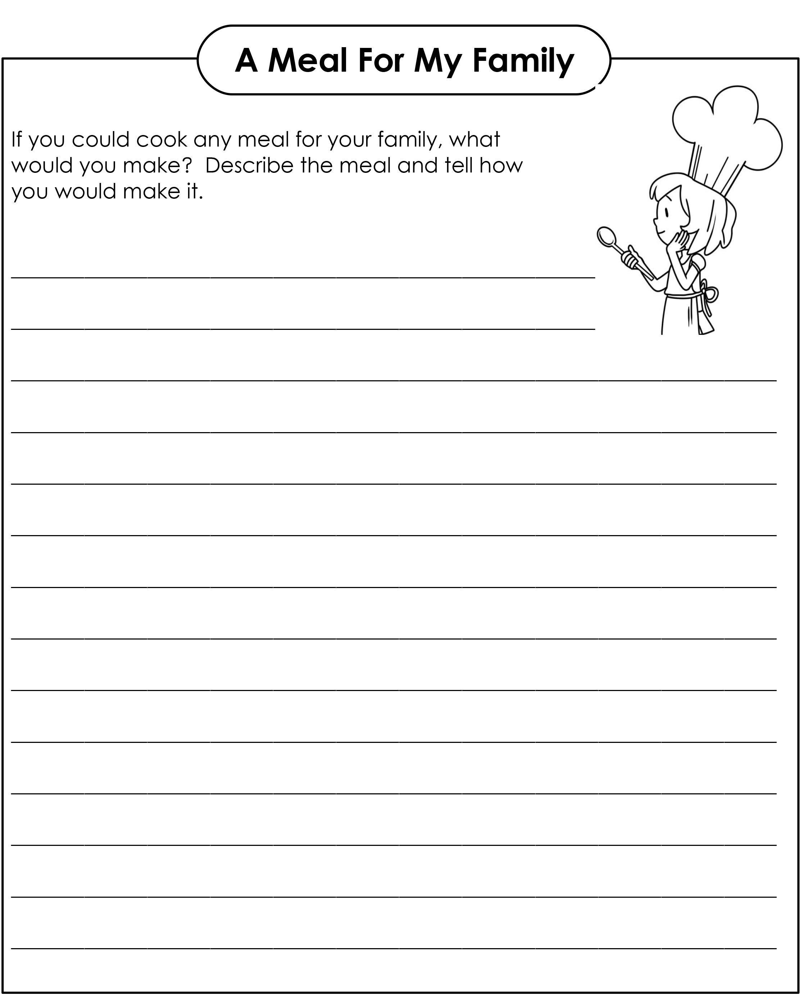 A Meal For My Family
If you could cook any meal for your family, what
would you make?  Describe the meal and tell how
you would make it.